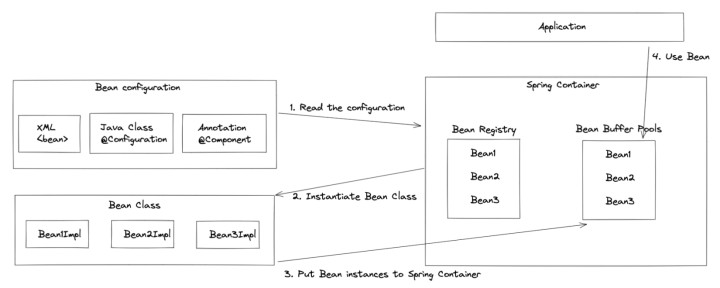 Application
4. Use Bean
Bean configuration
Spring Container
1. Read the configuration
XML
<bean>
Java Class
@Configuration
Annotation
@Component
Bean Registry
Bean Buffer Pools
Bean1
Bean2
Bean3
Bean1
Bean2
Bean3
2. Instantiate Bean Class
Bean Class
Bean1Impl
Bean2Impl
Bean3Impl
3. Put Bean instances to Spring Container